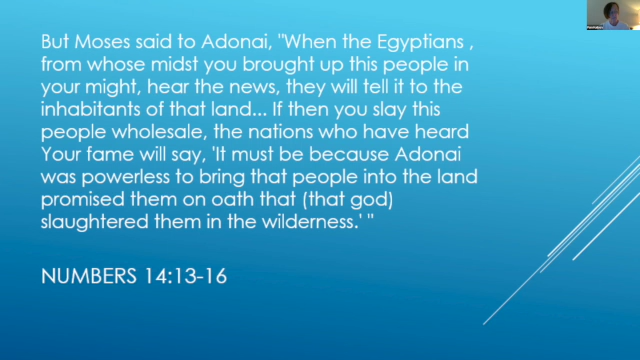 But Moses said to Adonai, "When the Egyptians ,
from whose midst you brought up this people in
your might, hear the news, they will tell it to the
inhabitants of that land... If then you slay this
people wholesale, the nations who have heard
Your fame will say, 'It must be because Adonai
was powerless to bring that people into the land
promised them on oath that (that god)
slaughtered them in the wilderness.' "
NUMBERS 14:13-16